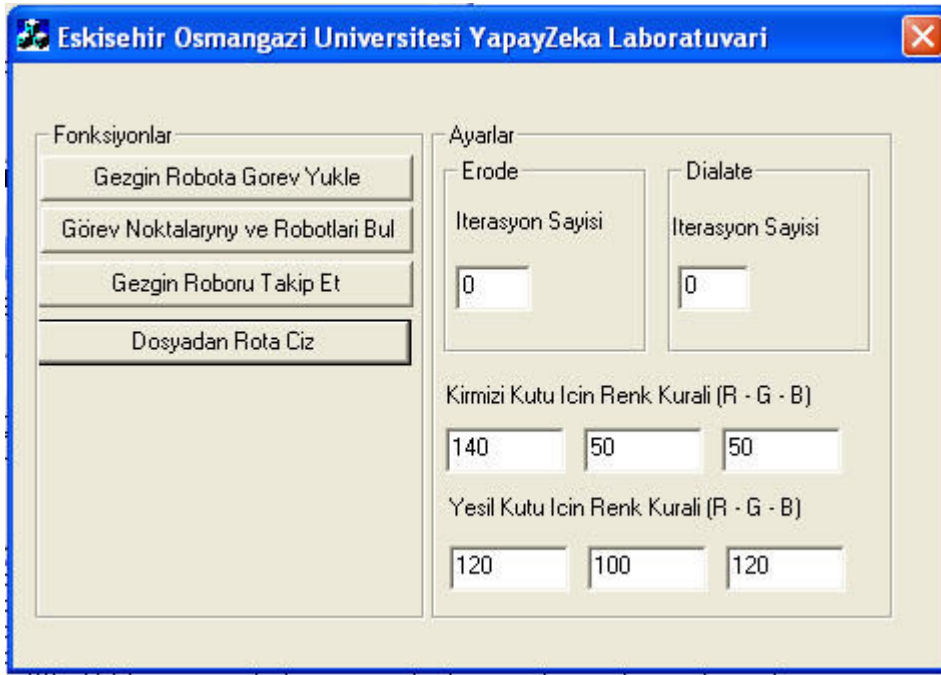 Eskisehir Osmangazi Universitesi YapayZeka Laboratuvari
Fonksiyonlar
Gezgin Robota Gorev Yukle
Görev Noktalaryny ve Robotlari Bul
Gezgin Roboru Takip Et
Dosyadan Rota Ciz
Ayarlar
Erode
Iterasyon Sayisi
0
Dialate
Iterasyon Sayisi
0
Kirmizi Kutu Icin Renk Kurali (R - G - B)
140 50 50
Yesil Kutu Icin Renk Kurali (R - G - B)
120 100 120